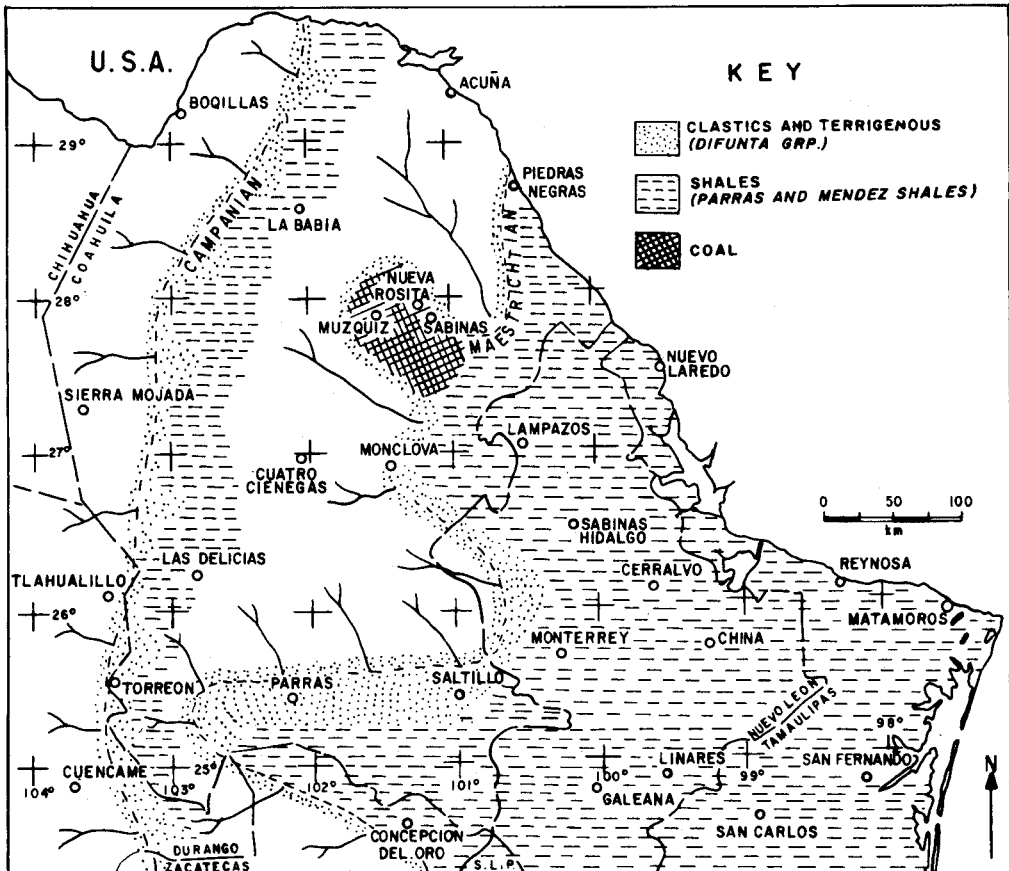 U.S.A.
KEY
ACUÑA
BOQILLAS
CLASTICS AND TERRIGENOUS
(DIFUNTA GRP.)
29°
PIEDRAS
NEGRAS
SHALES
(PARRAS AND MENDEZ SHALES)
CHIHUAHUA
COAHUILA
CAMPANIAN
LA BABIA
MAESTRICHTIAN
COAL
NUEVA
ROSITA
28°
MUZQUIZ
SABINAS
NUEVO
LAREDO
SIERRA MOJADA
LAMPAZOS
27°
MONCLOVA
CUATRO
CIENEGAS
0 50 100
km
SABINAS
HIDALGO
LAS DELICIAS
CERRALVO
REYNOSA
TLAHUALILLO
26°
MATAMOROS
MONTERREY
CHINA
TORREON
PARRAS
SALTILLO
NUEVO LEON
TAMAULIPAS
98°
LINARES
SAN FERNANDO
N
CUENCAME
25°
104°
103°
102°
101°
100°
99°
GALEANA
SAN CARLOS
CONCEPCION
DEL ORO
DURANGO
ZACATECAS
S.L.P.